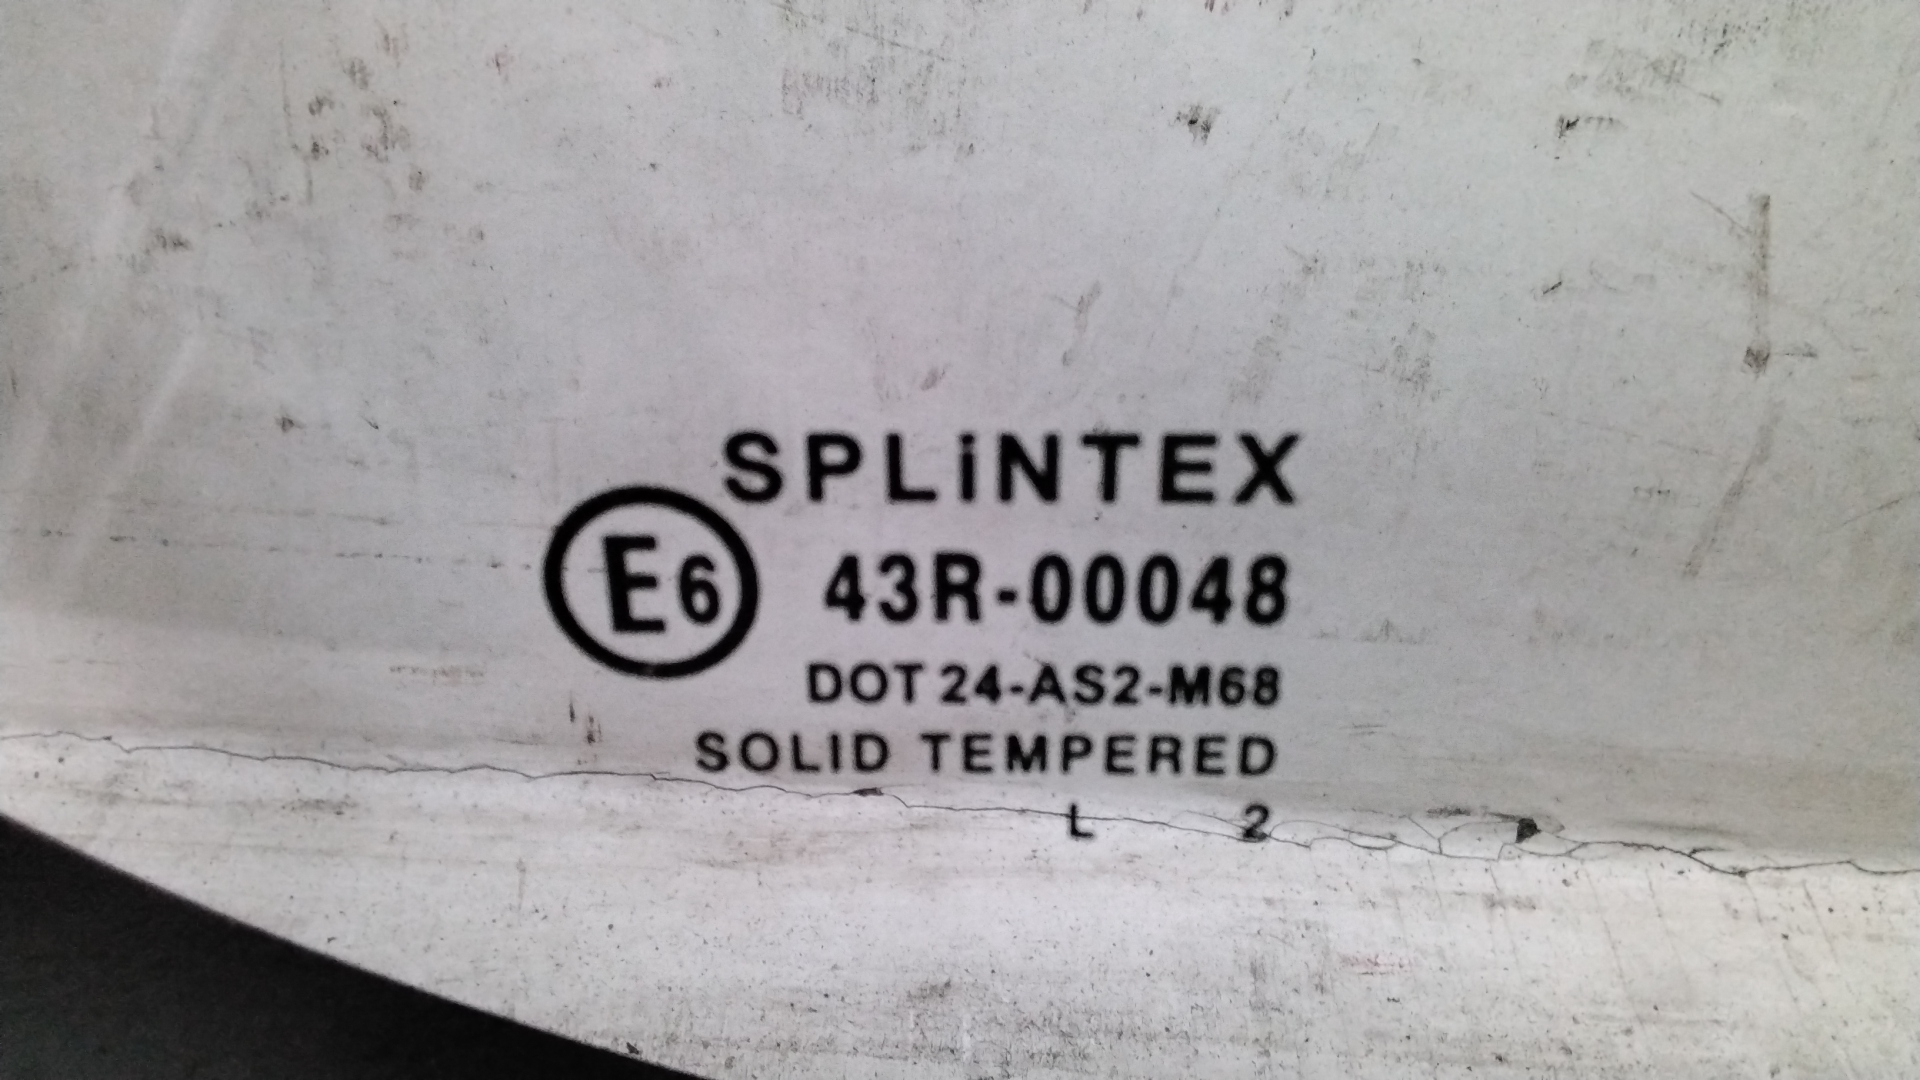 SPLiNTEX
E6 43R-00048
DOT 24-AS2-M68
SOLID TEMPERED
L 2